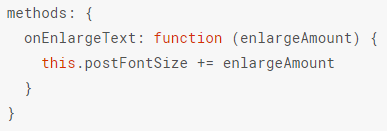 methods: {
  onEnlargeText: function (enlargeAmount) {
    this.postFontSize += enlargeAmount
  }
}